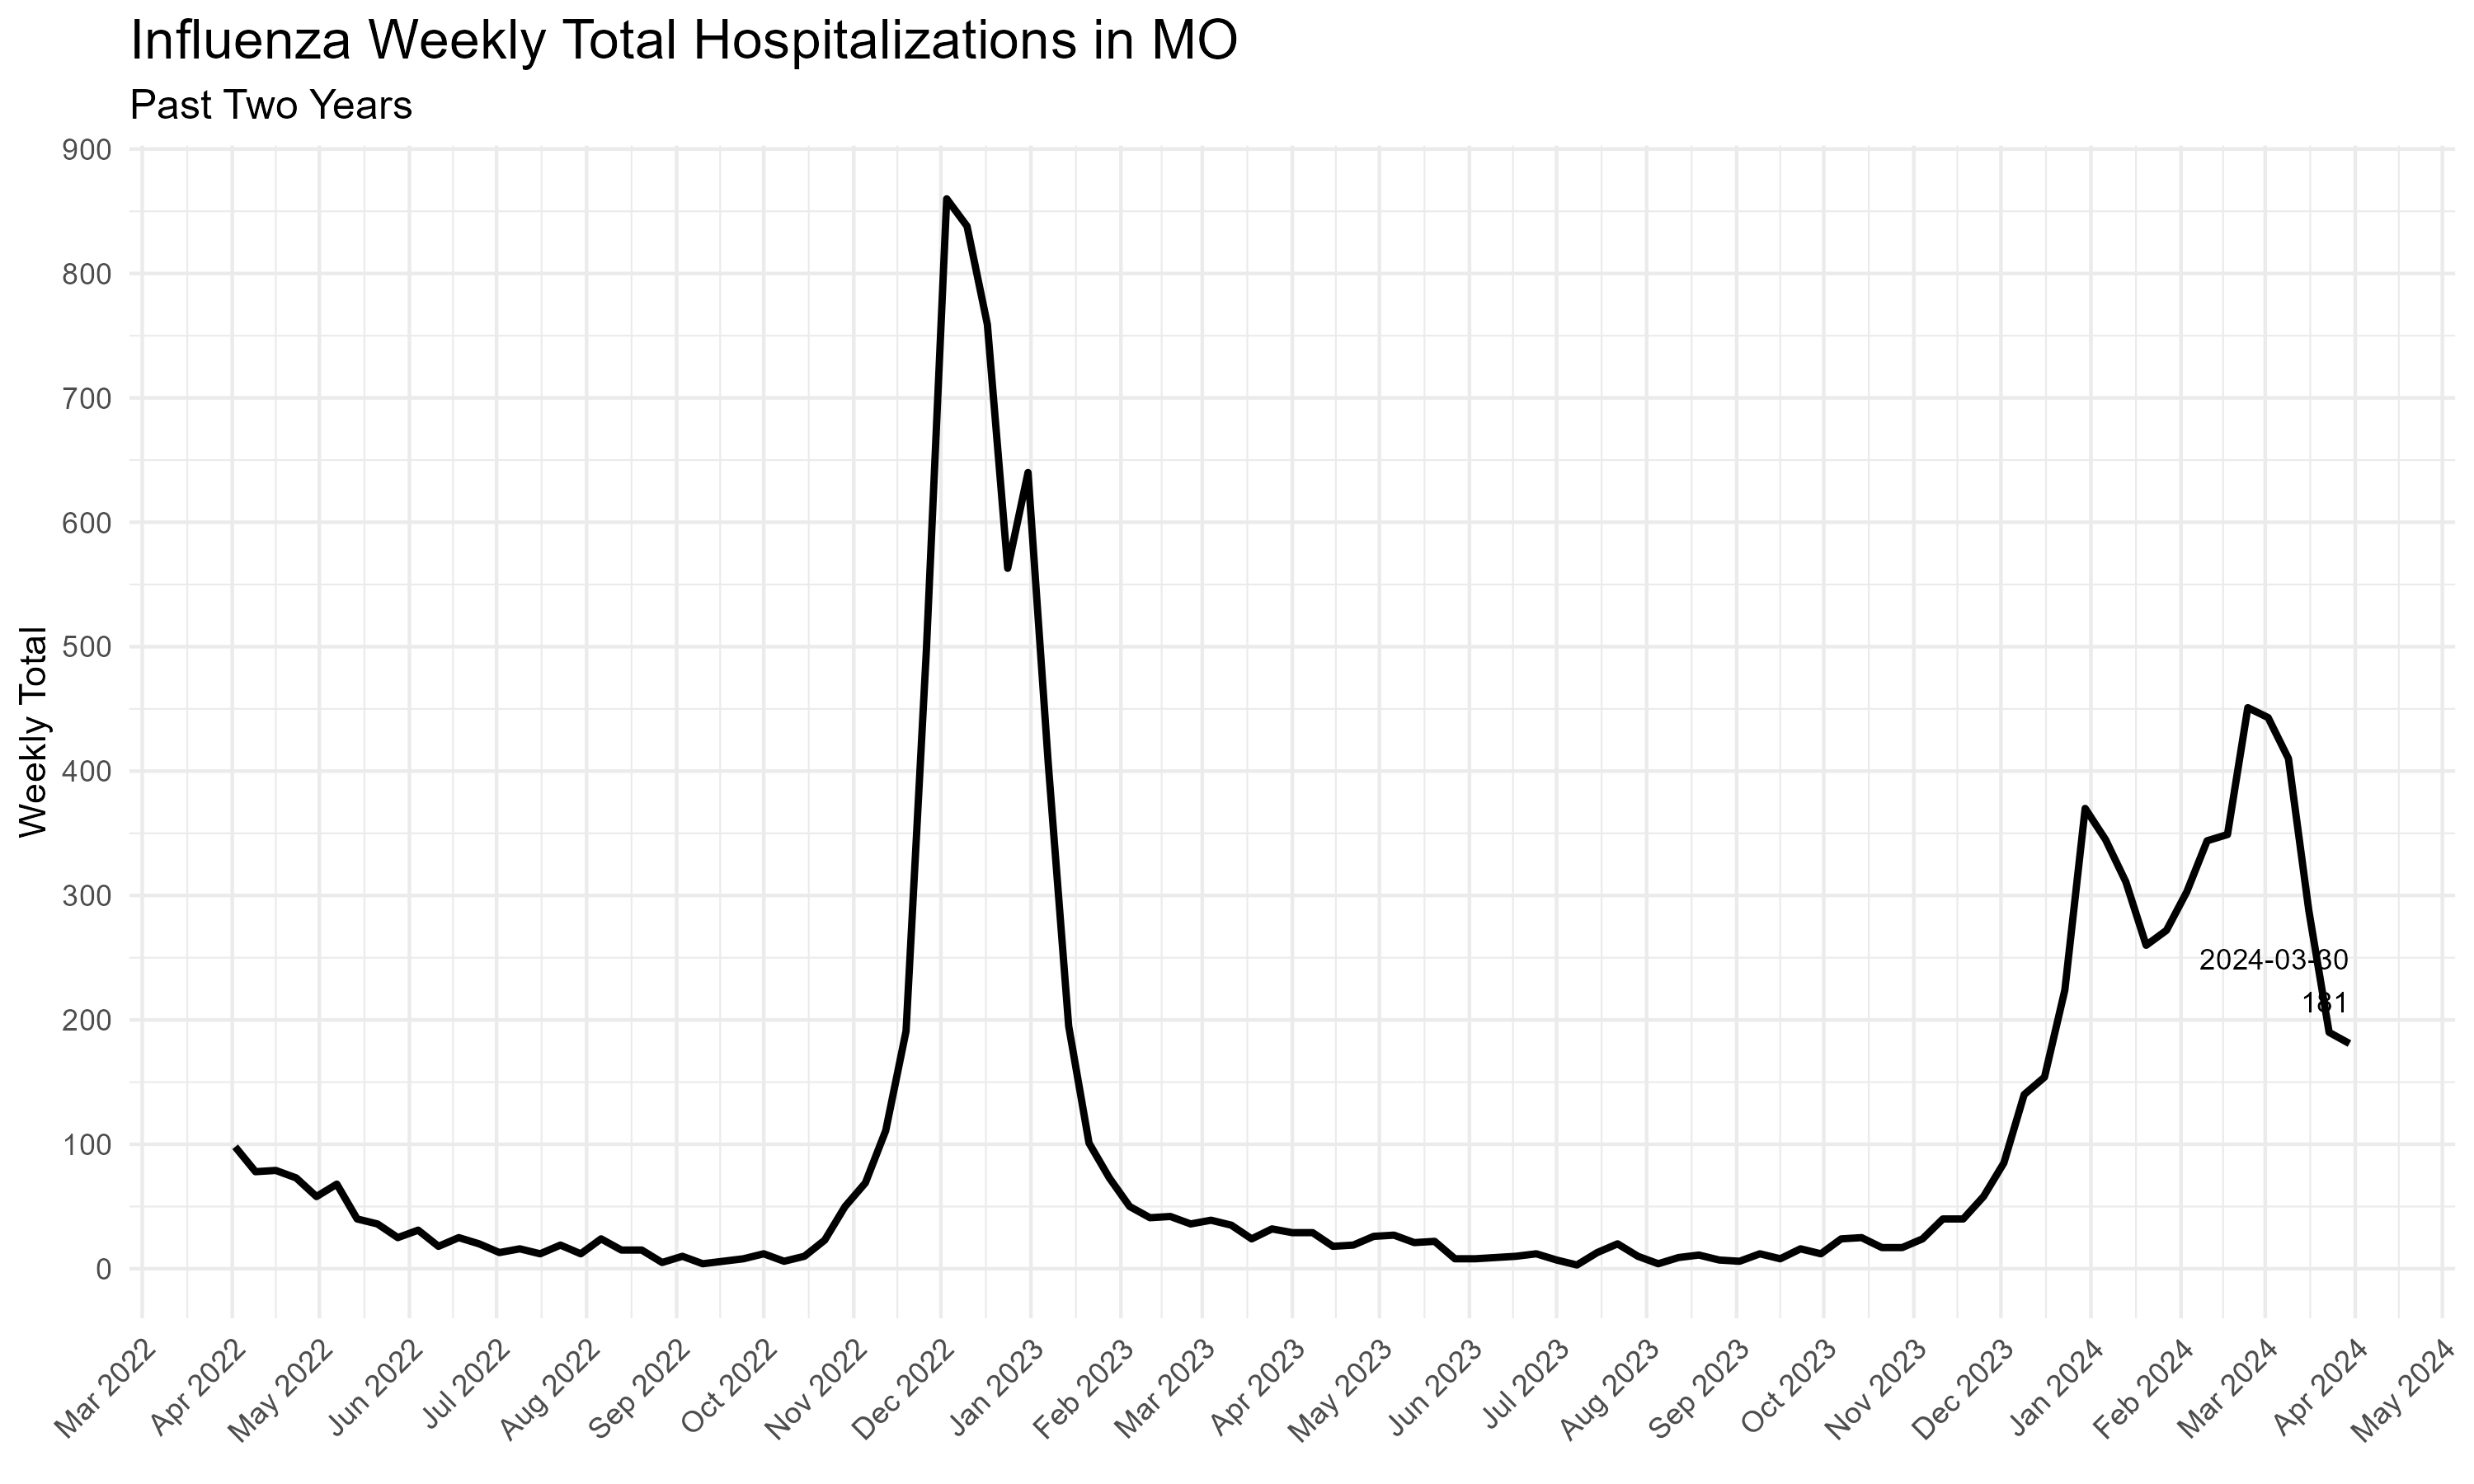 Influenza Weekly Total Hospitalizations in MO
Past Two Years
Weekly Total
900
800
700
600
500
400
300
200
100
0
2024-03-30
181
Mar 2022
Apr 2022
May 2022
Jun 2022
Jul 2022
Aug 2022
Sep 2022
Oct 2022
Nov 2022
Dec 2022
Jan 2023
Feb 2023
Mar 2023
Apr 2023
May 2023
Jun 2023
Jul 2023
Aug 2023
Sep 2023
Oct 2023
Nov 2023
Dec 2023
Jan 2024
Feb 2024
Mar 2024
Apr 2024
May 2024